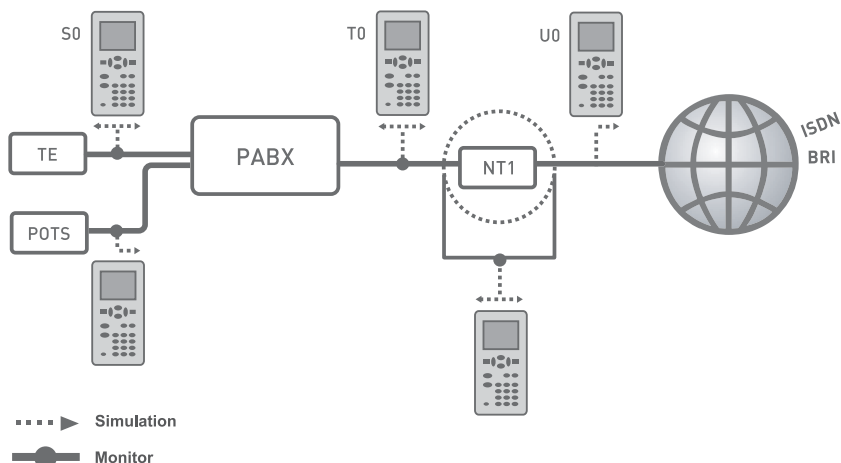 S0
T0
U0
TE
PABX
NT1
ISDN
BRI
POTS
Simulation
Monitor